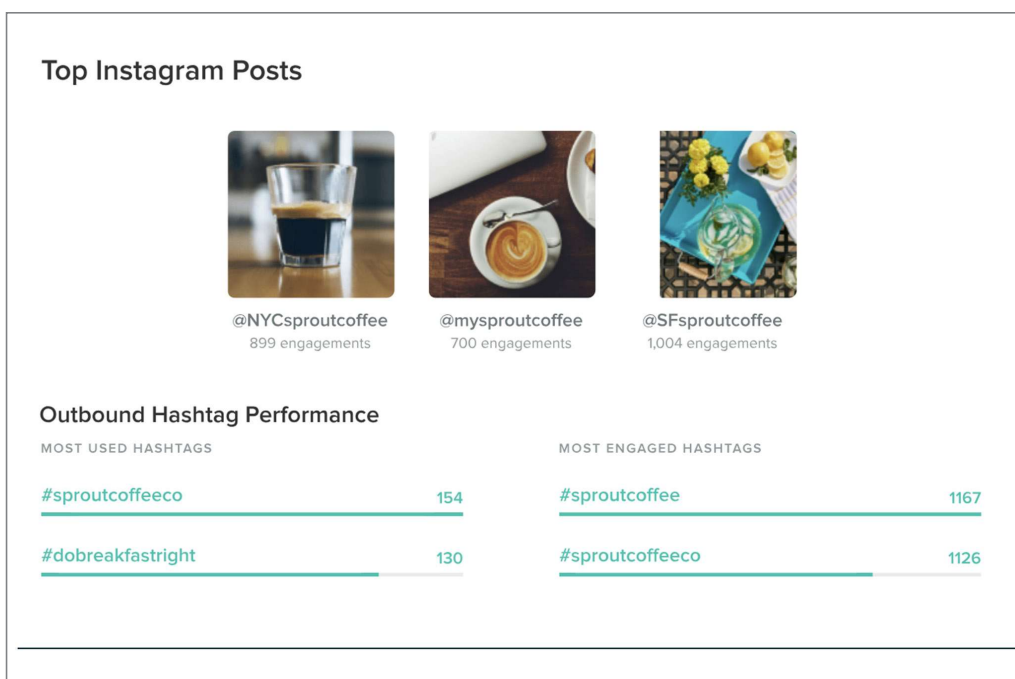 Top Instagram Posts
@NYCsproutcoffee
899 engagements
@mysproutcoffee
700 engagements
@SFsproutcoffee
1,004 engagements
Outbound Hashtag Performance
MOST USED HASHTAGS
#sproutcoffeeco 154
#dobreakfastright 130
MOST ENGAGED HASHTAGS
#sproutcoffee 1167
#sproutcoffeeco 1126